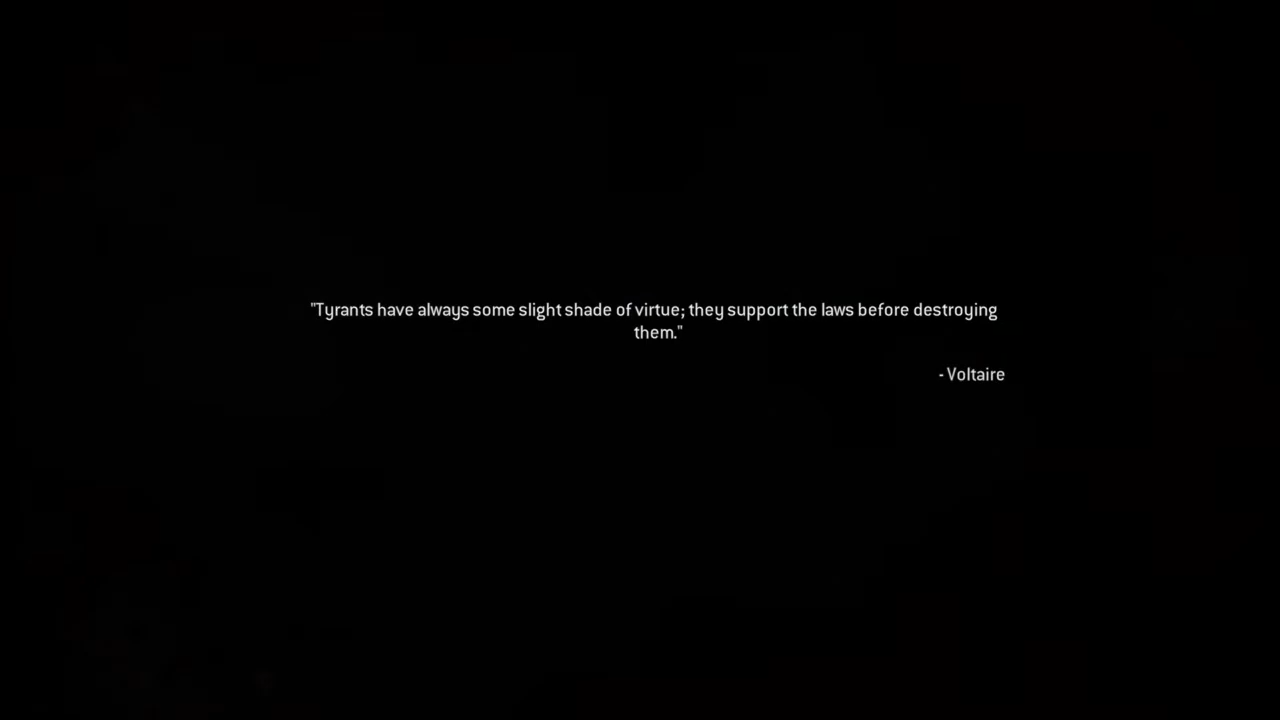 "Tyrants have always some slight shade of virtue; they support the laws before destroying
them."
- Voltaire